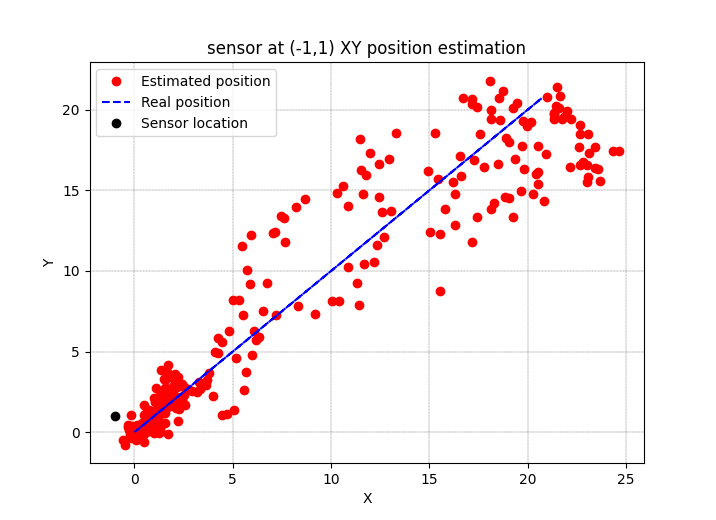 sensor at (-1,1) XY position estimation
Estimated position
Real position
Sensor location
20
15
10
5
0
Y
0 5 10 15 20 25
X